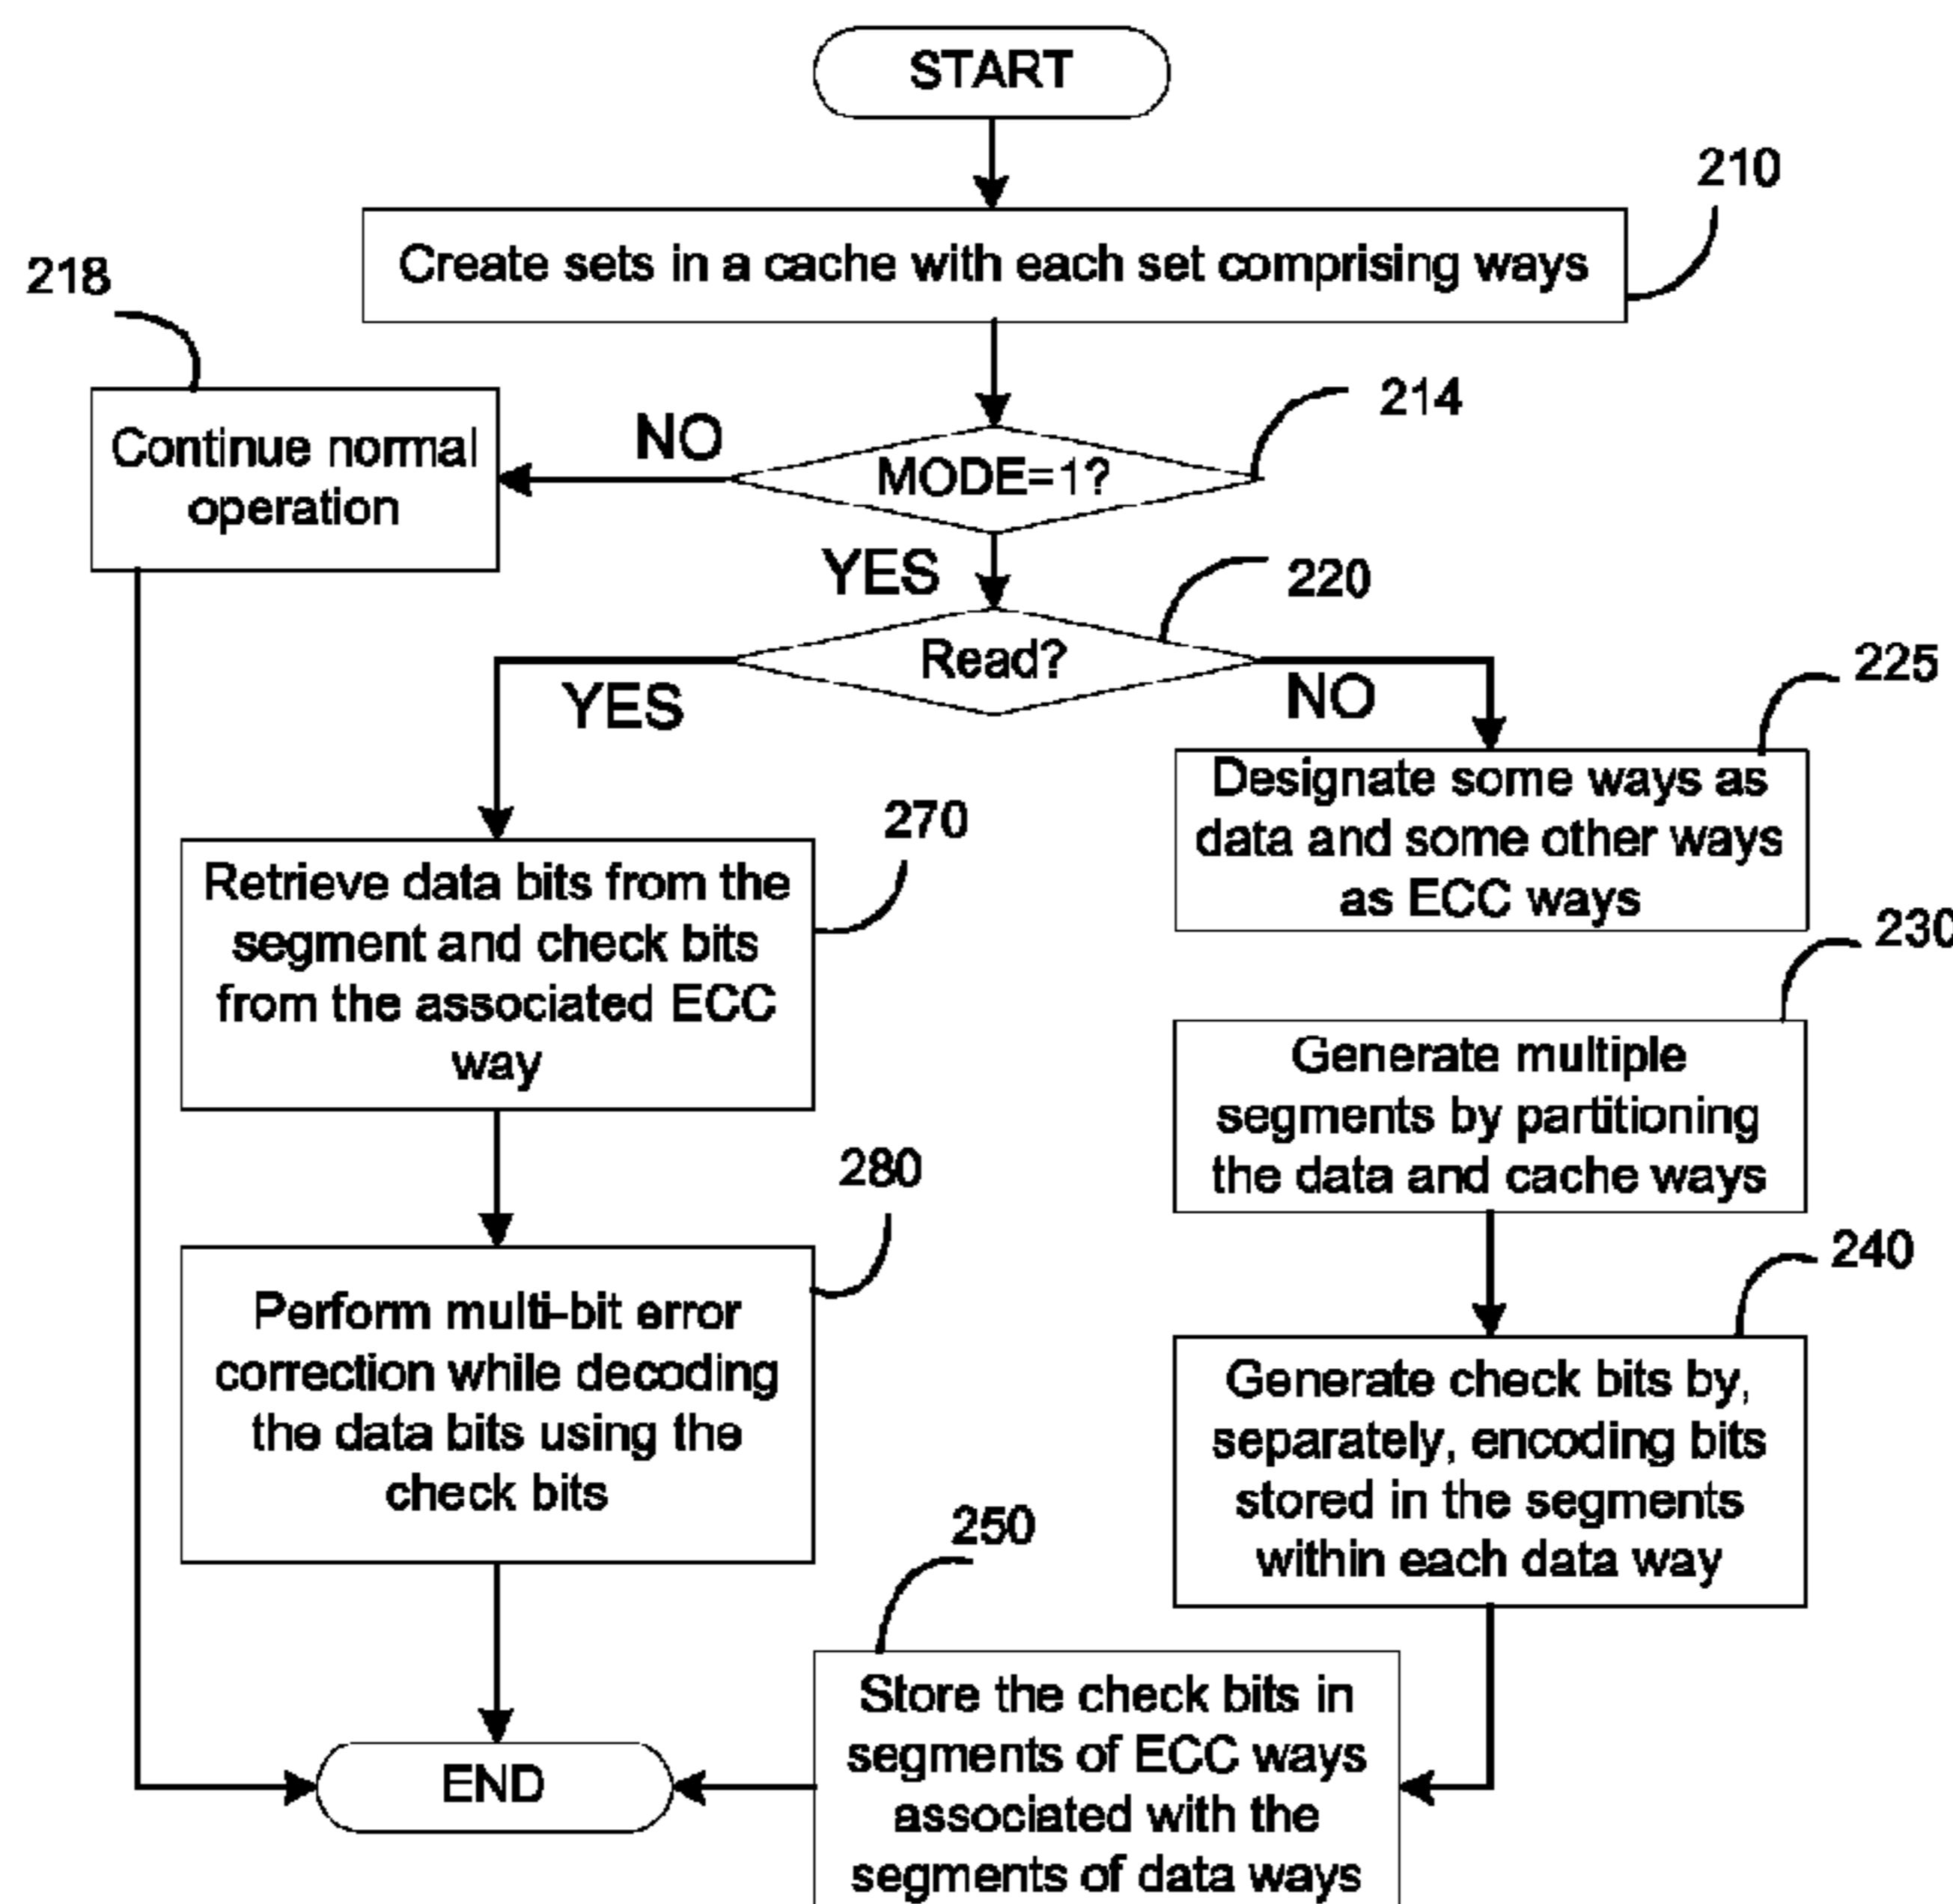 START
210
Create sets in a cache with each set comprising ways
218
214
Continue normal
operation
NO
MODE=1?
YES
220
Read?
YES
NO
225
Designate some ways as
data and some other ways
as ECC ways
270
Retrieve data bits from the
segment and check bits
from the associated ECC
way
230
Generate multiple
segments by partitioning
the data and cache ways
280
Perform multi-bit error
correction while decoding
the data bits using the
check bits
240
Generate check bits by,
separately, encoding bits
stored in the segments
within each data way
250
Store the check bits in
segments of ECC ways
associated with the
segments of data ways
END